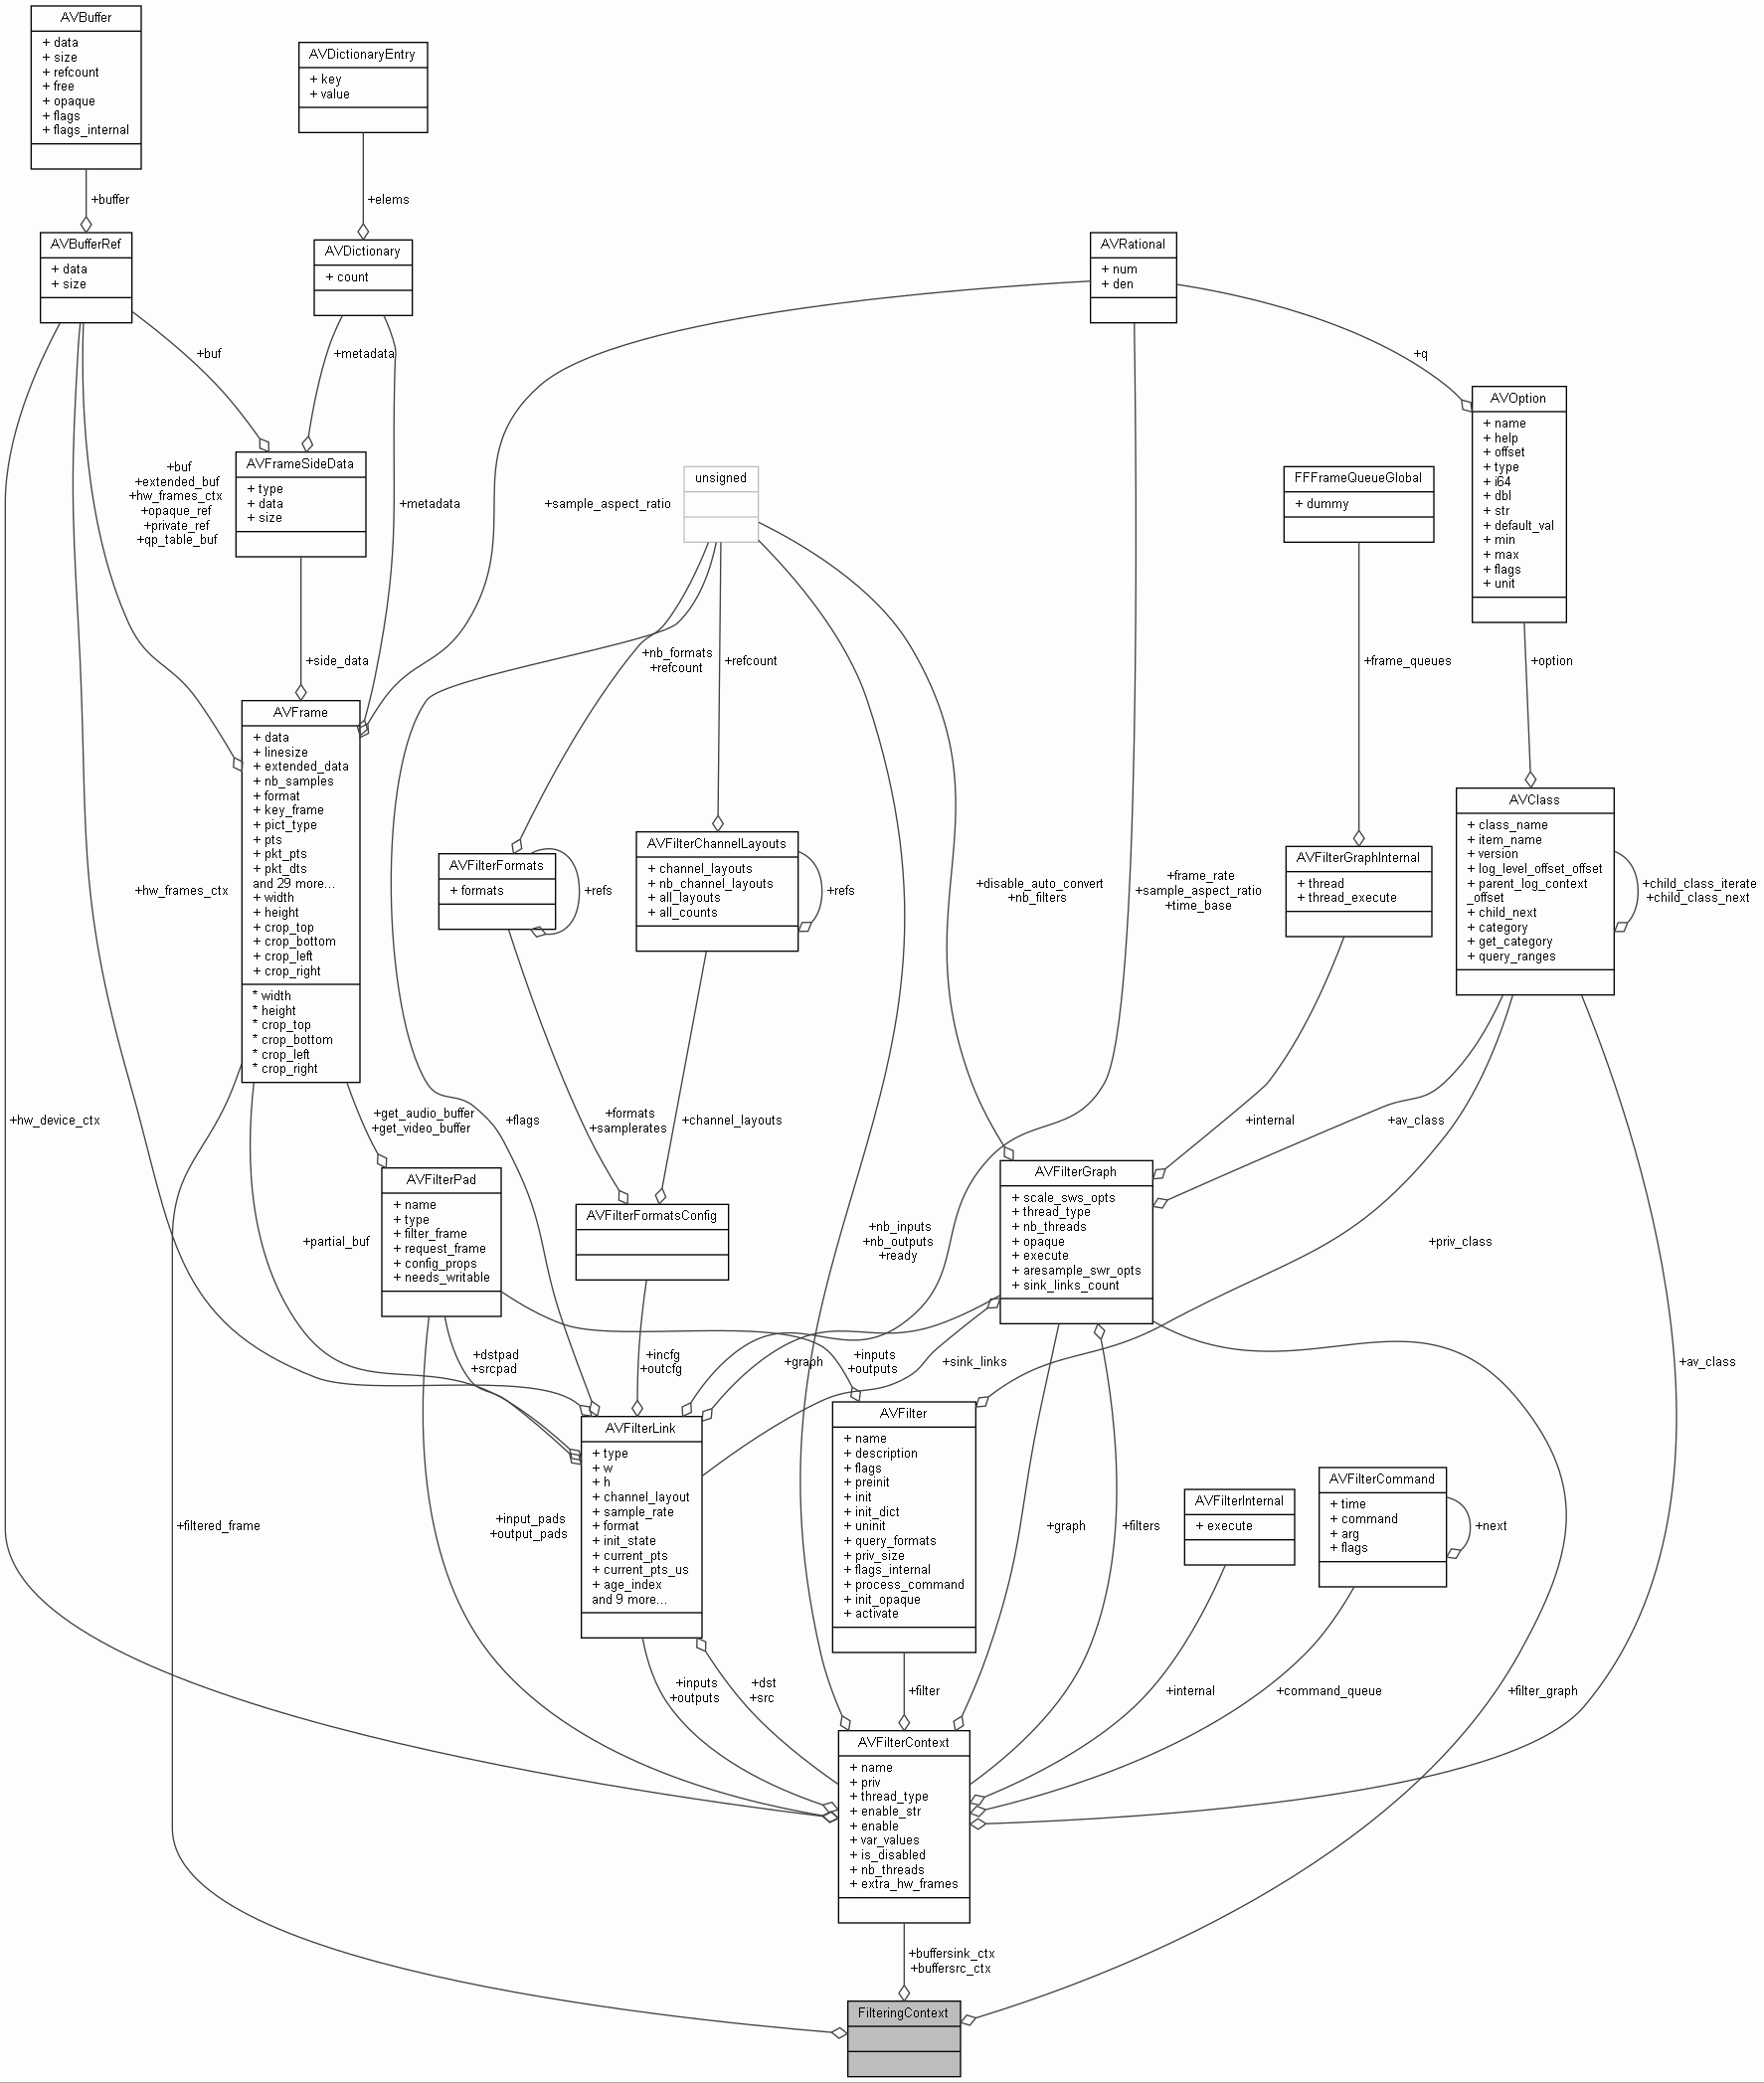 AVBuffer
+ data
+ size
+ refcount
+ free
+ opaque
+ flags
+ flags_internal
AVDictionaryEntry
+ key
+ value
+buffer
+elems
AVBufferRef
+ data
+ size
AVDictionary
+ count
AVRational
+ num
+ den
+buf
+metadata
+q
AVOption
+ name
+ help
+ offset
+ type
+ i64
+ dbl
+ str
+ default_val
+ min
+ max
+ flags
+ unit
+buf
+extended_buf
+hw_frames_ctx
+opaque_ref
+private_ref
+qp_table_buf
AVFrameSideData
+ type
+ data
+ size
+metadata
+sample_aspect_ratio
unsigned
FFFrameQueueGlobal
+ dummy
+side_data
+nb_formats
+refcount
+refcount
+frame_queues
+option
AVFrame
+ data
+ linesize
+ extended_data
+ nb_samples
+ format
+ key_frame
+ pict_type
+ pts
+ pkt_pts
+ pkt_dts
and 29 more...
+ width
+ height
+ crop_top
+ crop_bottom
+ crop_left
+ crop_right
* width
* height
* crop_top
* crop_bottom
* crop_left
* crop_right
AVClass
+ class_name
+ item_name
+ version
+ log_level_offset_offset
+ parent_log_context
_offset
+ child_next
+ category
+ get_category
+ query_ranges
+child_class_iterate
+child_class_next
+hw_frames_ctx
AVFilterFormats
+ formats
+refs
AVFilterChannelLayouts
+ channel_layouts
+ nb_channel_layouts
+ all_layouts
+ all_counts
+refs
+disable_auto_convert
+nb_filters
+frame_rate
+sample_aspect_ratio
+time_base
AVFilterGraphInternal
+ thread
+ thread_execute
+hw_device_ctx
+get_audio_buffer
+get_video_buffer
+flags
+formats
+samplerates
+channel_layouts
+internal
+av_class
AVFilterPad
+ name
+ type
+ filter_frame
+ request_frame
+ config_props
+ needs_writable
AVFilterGraph
+ scale_sws_opts
+ thread_type
+ nb_threads
+ opaque
+ execute
+ aresample_swr_opts
+ sink_links_count
+partial_buf
AVFilterFormatsConfig
+nb_inputs
+nb_outputs
+ready
+priv_class
+dstpad
+srcpad
+incfg
+outcfg
+graph
+inputs
+outputs
+sink_links
+av_class
AVFilterLink
+ type
+ w
+ h
+ channel_layout
+ sample_rate
+ format
+ init_state
+ current_pts
+ current_pts_us
+ age_index
and 9 more...
AVFilter
+ name
+ description
+ flags
+ preinit
+ init
+ init_dict
+ uninit
+ query_formats
+ priv_size
+ flags_internal
+ process_command
+ init_opaque
+ activate
AVFilterInternal
+ execute
AVFilterCommand
+ time
+ command
+ arg
+ flags
+next
+filtered_frame
+input_pads
+output_pads
+graph
+filters
+inputs
+outputs
+dst
+src
+filter
+internal
+command_queue
+filter_graph
AVFilterContext
+ name
+ priv
+ thread_type
+ enable_str
+ enable
+ var_values
+ is_disabled
+ nb_threads
+ extra_hw_frames
+buffersink_ctx
+buffersrc_ctx
FilteringContext